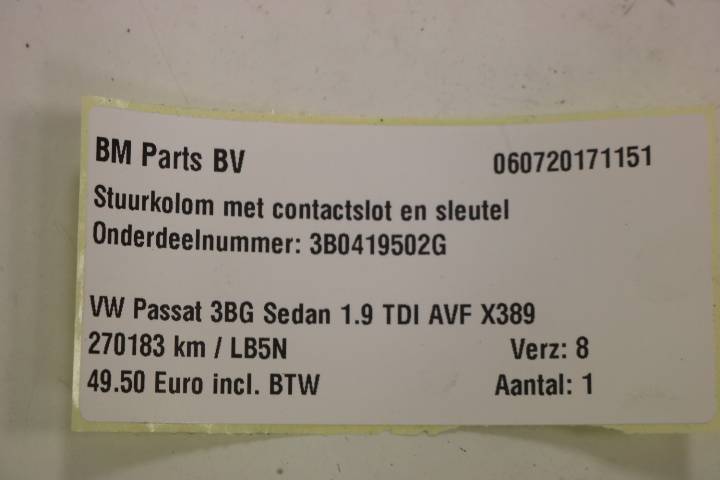 BM Parts BV 060720171151
Stuurkolom met contactslot en sleutel
Onderdeelnummer: 3B0419502G
VW Passat 3BG Sedan 1.9 TDI AVF X389
270183 km / LB5N Verz: 8
49.50 Euro incl. BTW Aantal: 1